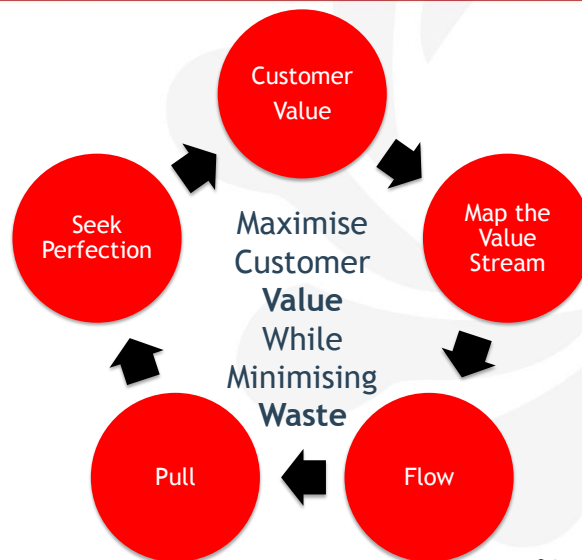 Customer
Value
Map the
Value
Stream
Flow
Pull
Seek
Perfection
Maximise
Customer
Value
While
Minimising
Waste